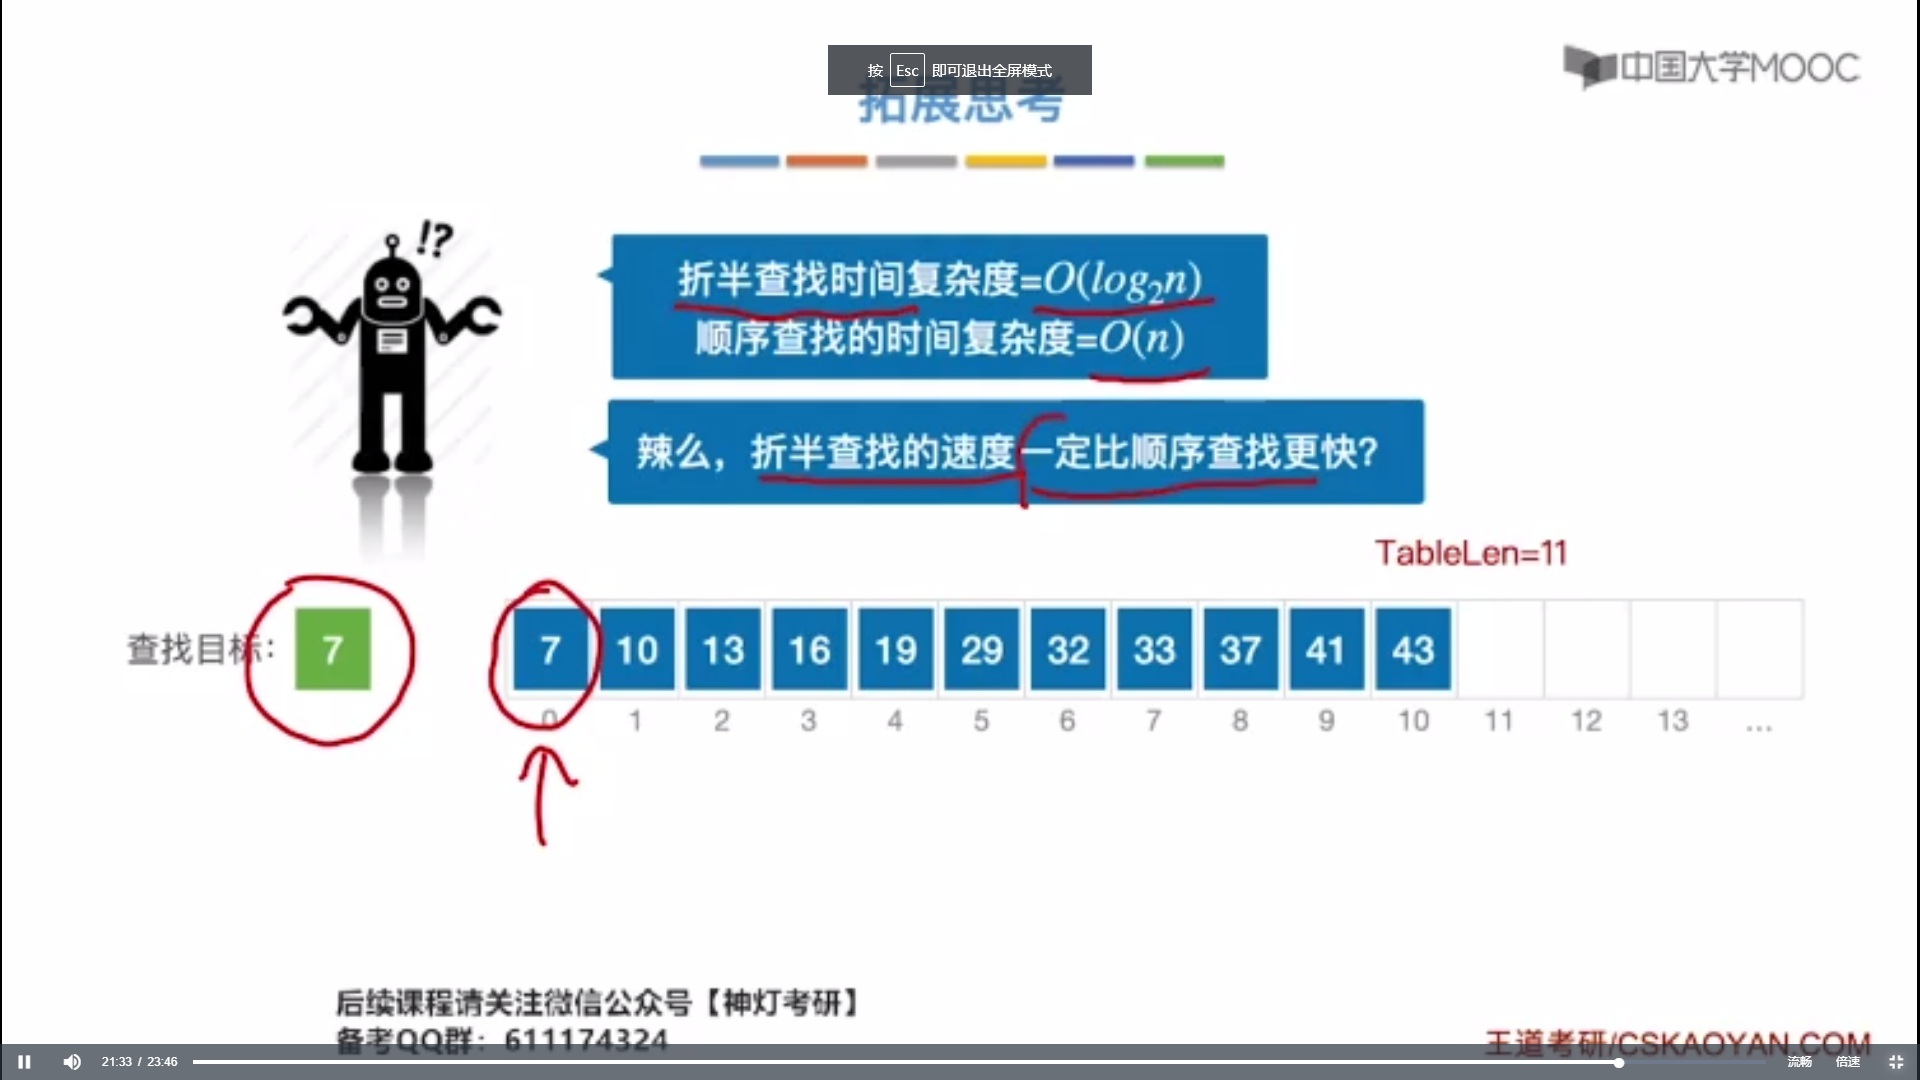 按 Esc 即可退出全屏模式
中国大学MOOC
拓展思考
!?
折半查找时间复杂度=O(log₂n)
顺序查找的时间复杂度=O(n)
辣么，折半查找的速度一定比顺序查找更快？
TableLen=11
查找目标： 7
7 10 13 16 19 29 32 33 37 41 43
0 1 2 3 4 5 6 7 8 9 10 11 12 13 ...
后续课程请关注微信公众号【神灯考研】
备考QQ群：611174324
王道考研/CSKAOYAN.COM
21:33 / 23:46 流畅 倍速